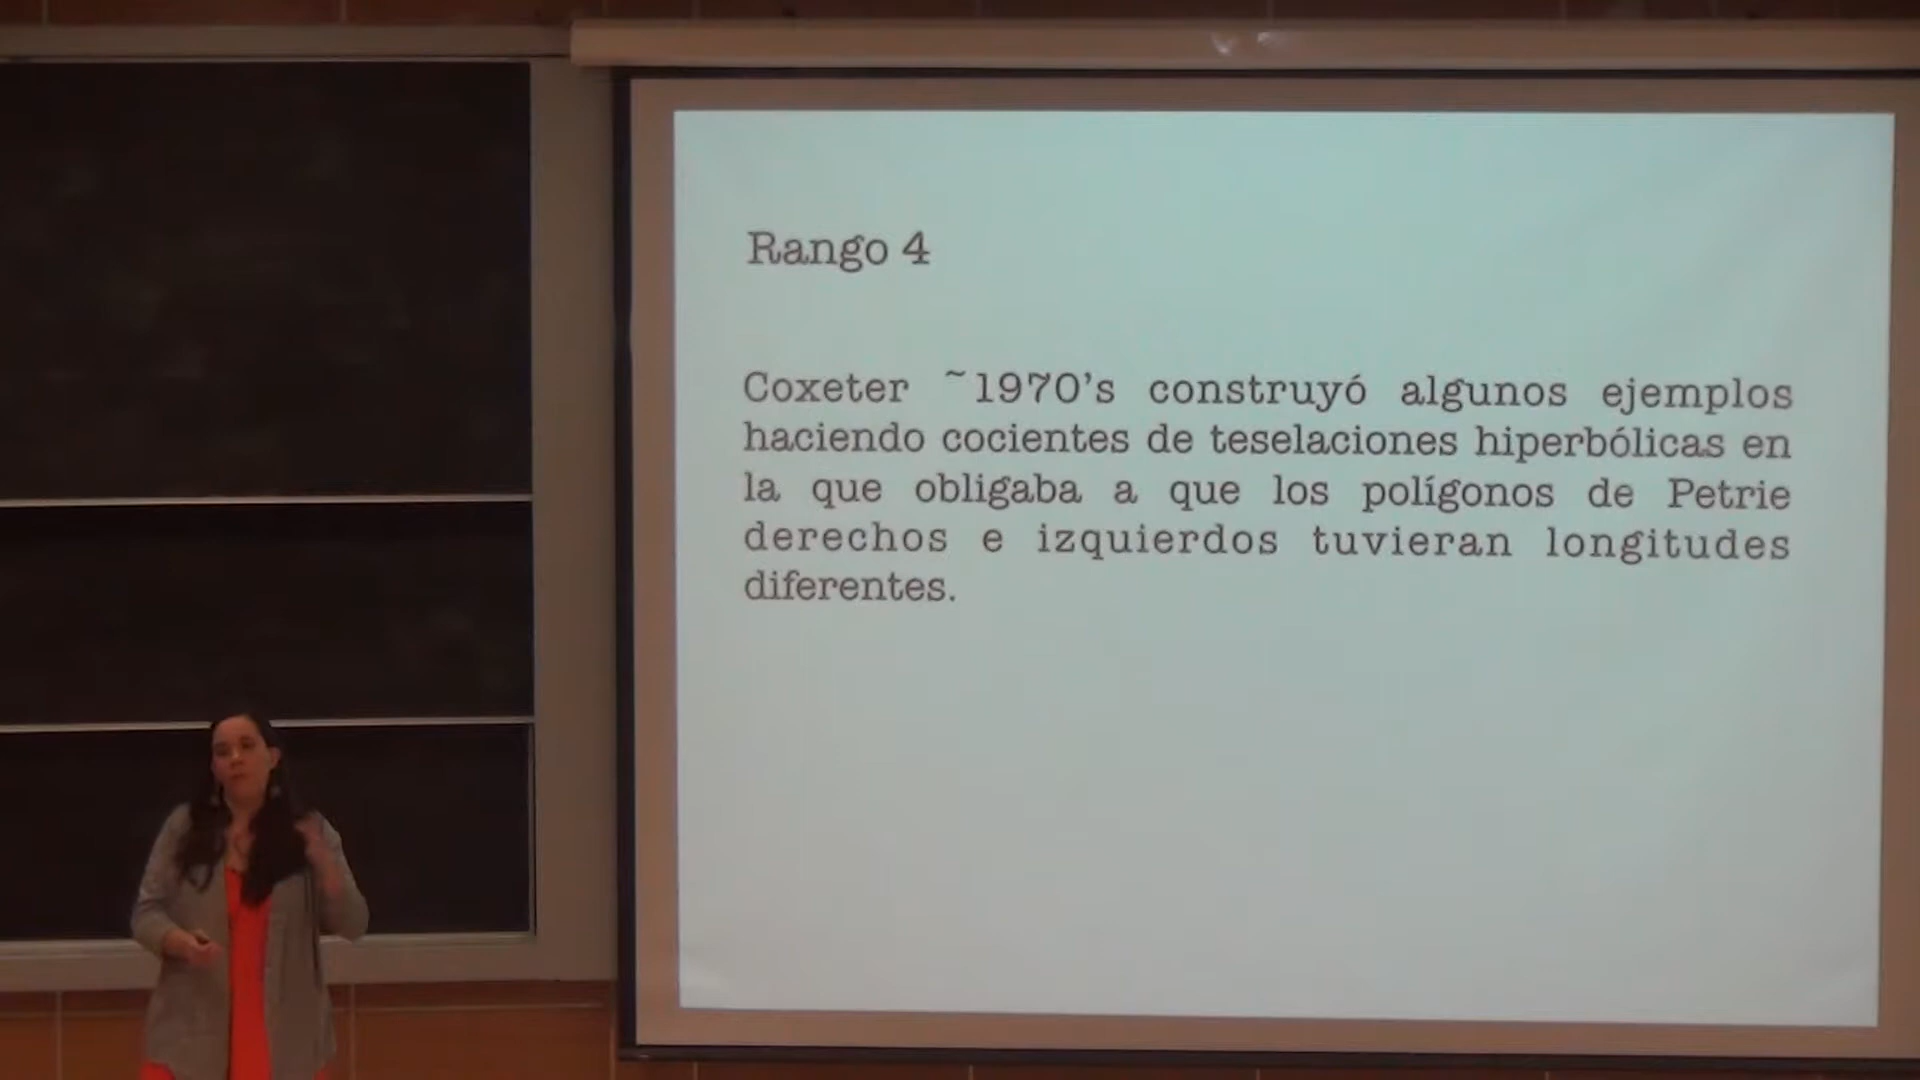 Rango 4
Coxeter ~1970's construyó algunos ejemplos
haciendo cocientes de teselaciones hiperbólicas en
la que obligaba a que los polígonos de Petrie
derechos e izquierdos tuvieran longitudes
diferentes.